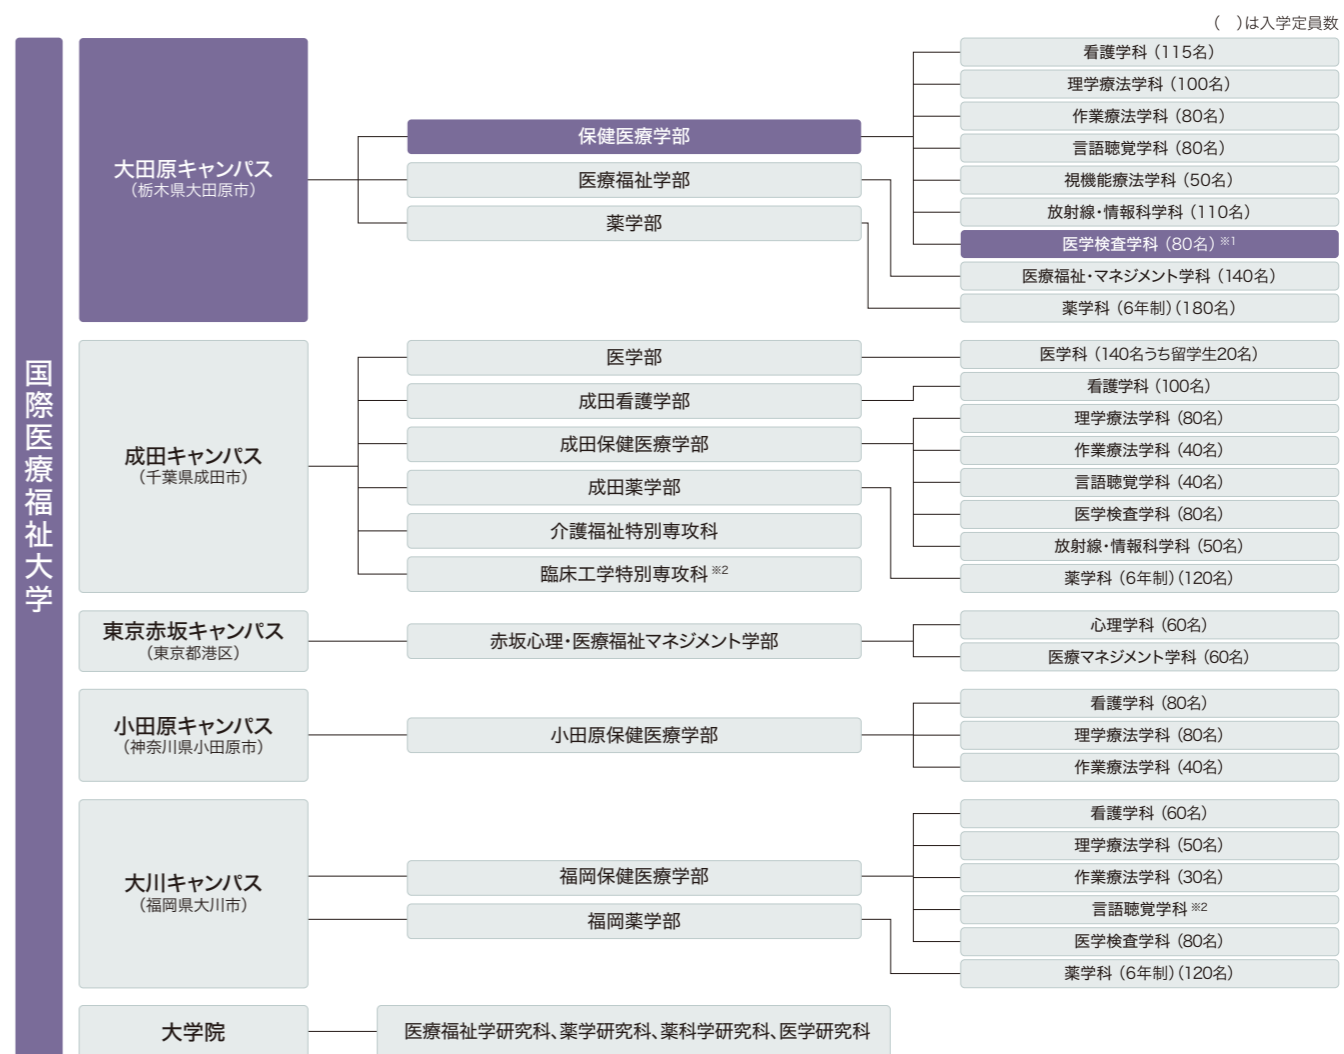 （　）は入学定員数
国際医療福祉大学
大田原キャンパス
（栃木県大田原市）
保健医療学部
医療福祉学部
薬学部
看護学科（115名）
理学療法学科（100名）
作業療法学科（80名）
言語聴覚学科（80名）
視機能療法学科（50名）
放射線・情報科学科（110名）
医学検査学科（80名）※1
医療福祉・マネジメント学科（140名）
薬学科（6年制）（180名）
成田キャンパス
（千葉県成田市）
医学部
成田看護学部
成田保健医療学部
成田薬学部
介護福祉特別専攻科
臨床工学特別専攻科※2
医学科（140名うち留学生20名）
看護学科（100名）
理学療法学科（80名）
作業療法学科（40名）
言語聴覚学科（40名）
医学検査学科（80名）
放射線・情報科学科（50名）
薬学科（6年制）（120名）
東京赤坂キャンパス
（東京都港区）
赤坂心理・医療福祉マネジメント学部
心理学科（60名）
医療マネジメント学科（60名）
小田原キャンパス
（神奈川県小田原市）
小田原保健医療学部
看護学科（80名）
理学療法学科（80名）
作業療法学科（40名）
大川キャンパス
（福岡県大川市）
福岡保健医療学部
福岡薬学部
看護学科（60名）
理学療法学科（50名）
作業療法学科（30名）
言語聴覚学科※2
医学検査学科（80名）
薬学科（6年制）（120名）
大学院
医療福祉学研究科、薬学研究科、薬科学研究科、医学研究科